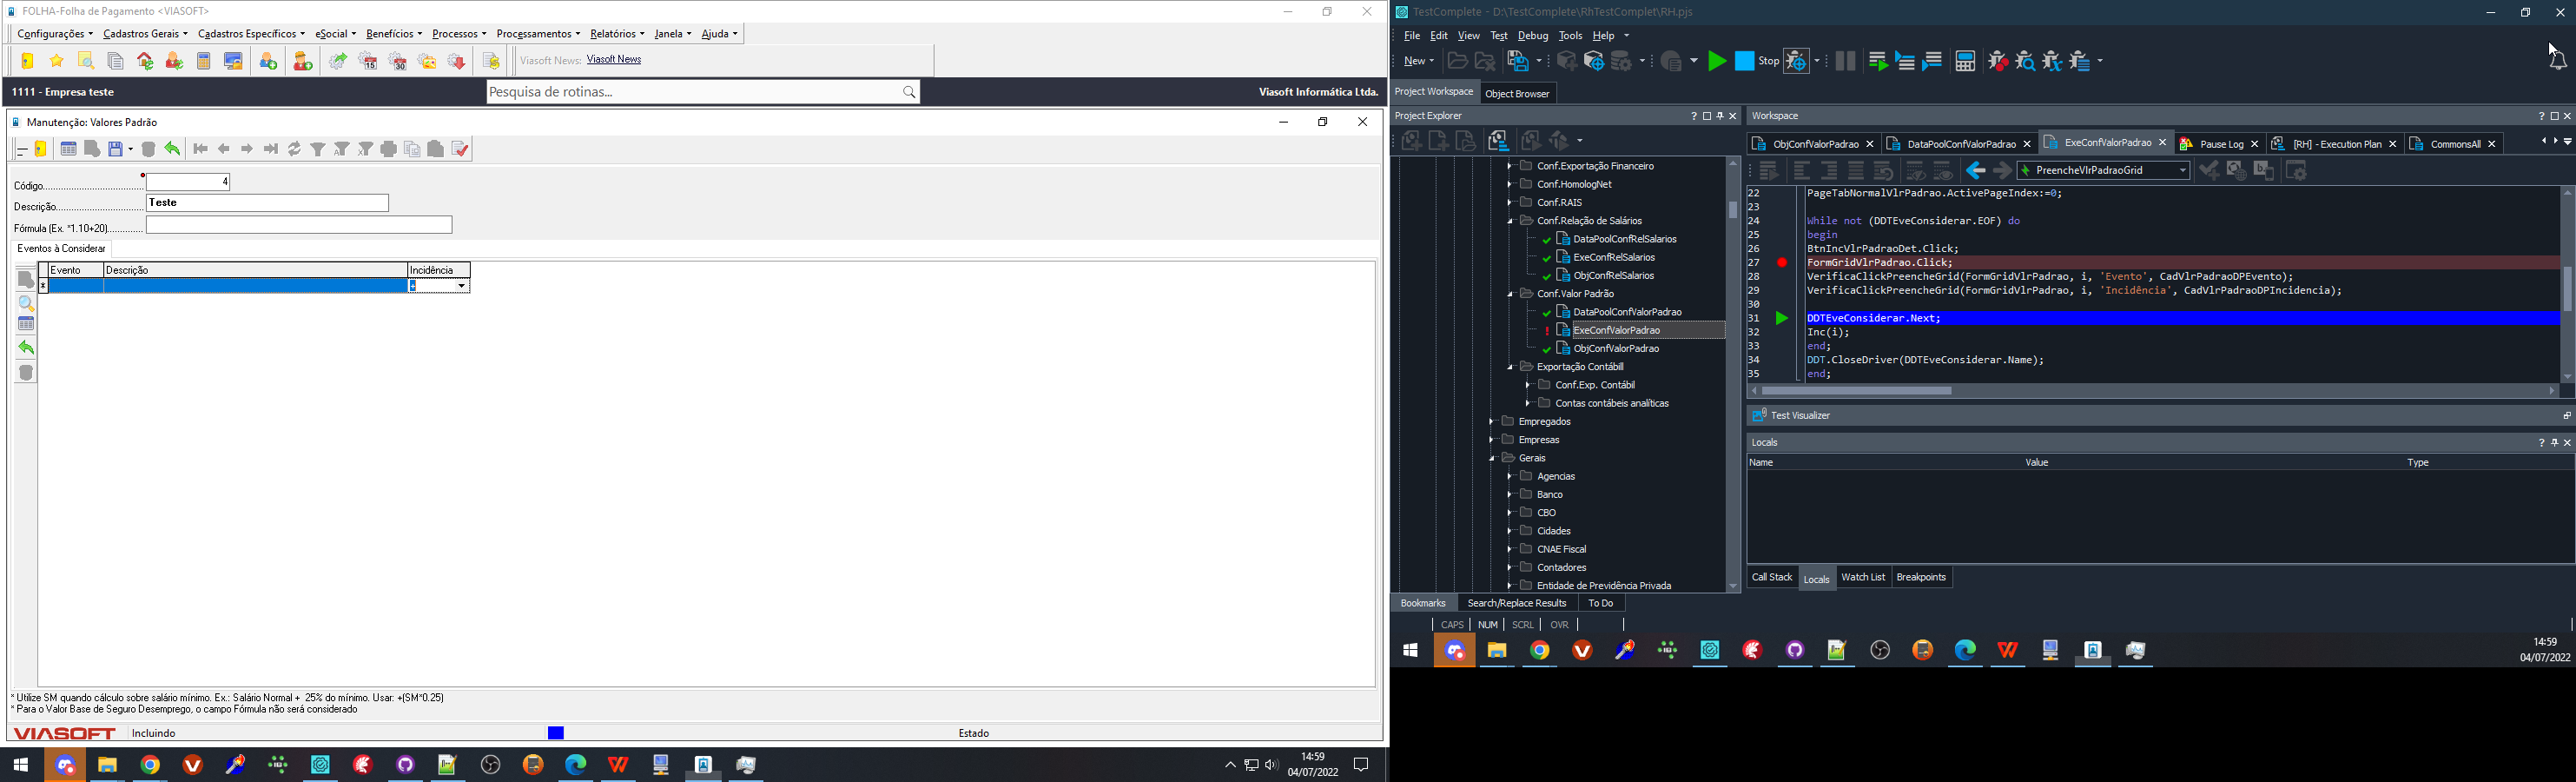 FOLHA-Folha de Pagamento <VIASOFT>
Configurações Cadastros Gerais Cadastros Específicos eSocial Benefícios Processos Processamentos Relatórios Janela Ajuda
Viasoft News: Viasoft News
1111 - Empresa teste
Pesquisa de rotinas...
Viasoft Informática Ltda.
Manutenção: Valores Padrão
Código
4
Descrição
Teste
Fórmula (Ex. *1.10+20)
Eventos à Considerar
Evento Descrição Incidência
* +
* Utilize SM quando cálculo sobre salário mínimo. Ex.: Salário Normal + 25% do mínimo. Usar: +(SM*0.25)
* Para o Valor Base de Seguro Desemprego, o campo Fórmula não será considerado
VIASOFT Incluindo Estado
14:59
04/07/2022
TestComplete - D:\TestComplete\RhTestComplet\RH.pjs
File Edit View Test Debug Tools Help
New Stop
Project Workspace Object Browser
Project Explorer
Conf.Exportação Financeiro
Conf.HomologNet
Conf.RAIS
Conf.Relação de Salários
DataPoolConfRelSalarios
ExeConfRelSalarios
ObjConfRelSalarios
Conf.Valor Padrão
DataPoolConfValorPadrao
ExeConfValorPadrao
ObjConfValorPadrao
Exportação Contábill
Conf.Exp. Contábil
Contas contábeis analíticas
Empregados
Empresas
Gerais
Agencias
Banco
CBO
Cidades
CNAE Fiscal
Contadores
Entidade de Previdência Privada
Workspace
ObjConfValorPadrao DataPoolConfValorPadrao ExeConfValorPadrao Pause Log [RH] - Execution Plan CommonsAll
PreencheVlrPadraoGrid
22 PageTabNormalVlrPadrao.ActivePageIndex:=0;
23
24 While not (DDTEveConsiderar.EOF) do
25 begin
26 BtnIncVlrPadraoDet.Click;
27 FormGridVlrPadrao.Click;
28 VerificaClickPreencheGrid(FormGridVlrPadrao, i, 'Evento', CadVlrPadraoDPEvento);
29 VerificaClickPreencheGrid(FormGridVlrPadrao, i, 'Incidência', CadVlrPadraoDPIncidencia);
30
31 DDTEveConsiderar.Next;
32 Inc(i);
33 end;
34 DDT.CloseDriver(DDTEveConsiderar.Name);
35 end;
Test Visualizer
Locals
Name Value Type
Call Stack Locals Watch List Breakpoints
Bookmarks Search/Replace Results To Do
CAPS NUM SCRL OVR
14:59
04/07/2022